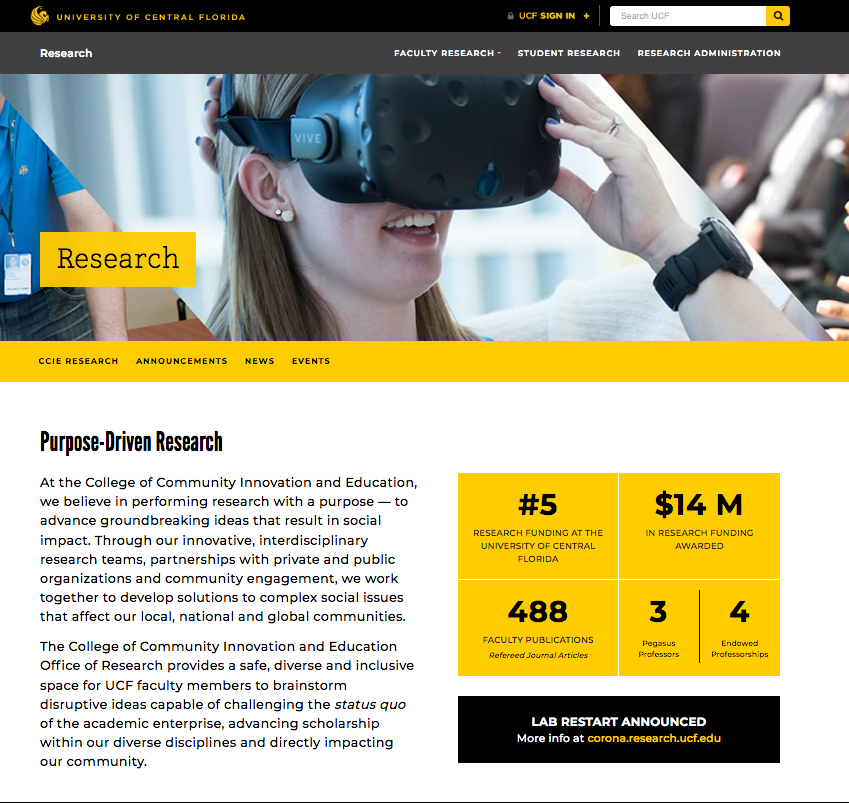 UNIVERSITY OF CENTRAL FLORIDA
UCF SIGN IN +
Search UCF
Research
FACULTY RESEARCH
STUDENT RESEARCH
RESEARCH ADMINISTRATION
VIVE
Research
CCIE RESEARCH
ANNOUNCEMENTS
NEWS
EVENTS
Purpose-Driven Research
At the College of Community Innovation and Education,
we believe in performing research with a purpose — to
advance groundbreaking ideas that result in social
impact. Through our innovative, interdisciplinary
research teams, partnerships with private and public
organizations and community engagement, we work
together to develop solutions to complex social issues
that affect our local, national and global communities.
The College of Community Innovation and Education
Office of Research provides a safe, diverse and inclusive
space for UCF faculty members to brainstorm
disruptive ideas capable of challenging the status quo
of the academic enterprise, advancing scholarship
within our diverse disciplines and directly impacting
our community.
#5
RESEARCH FUNDING AT THE
UNIVERSITY OF CENTRAL
FLORIDA
$14 M
IN RESEARCH FUNDING
AWARDED
488
FACULTY PUBLICATIONS
Refereed Journal Articles
3
Pegasus
Professors
4
Endowed
Professorships
LAB RESTART ANNOUNCED
More info at corona.research.ucf.edu